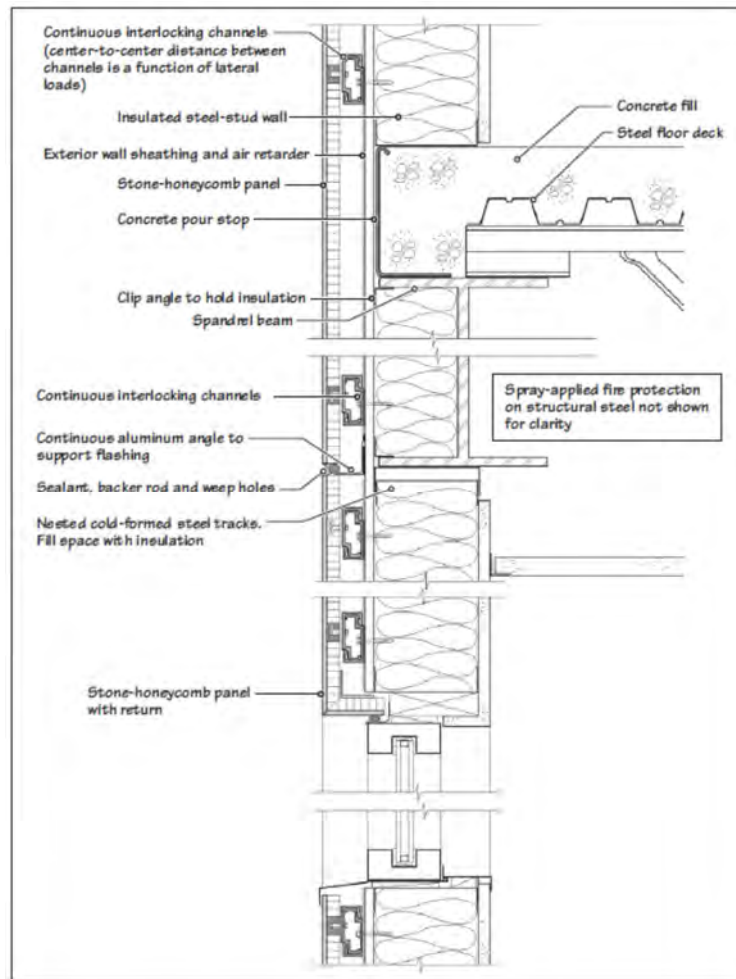 Continuous interlocking channels
(center-to-center distance between
channels is a function of lateral
loads)
Insulated steel-stud wall
Exterior wall sheathing and air retarder
Stone-honeycomb panel
Concrete pour stop
Clip angle to hold insulation
Spandrel beam
Concrete fill
Steel floor deck
Continuous interlocking channels
Continuous aluminum angle to
support flashing
Sealant, backer rod and weep holes
Nested cold-formed steel tracks.
Fill space with insulation
Spray-applied fire protection
on structural steel not shown
for clarity
Stone-honeycomb panel
with return